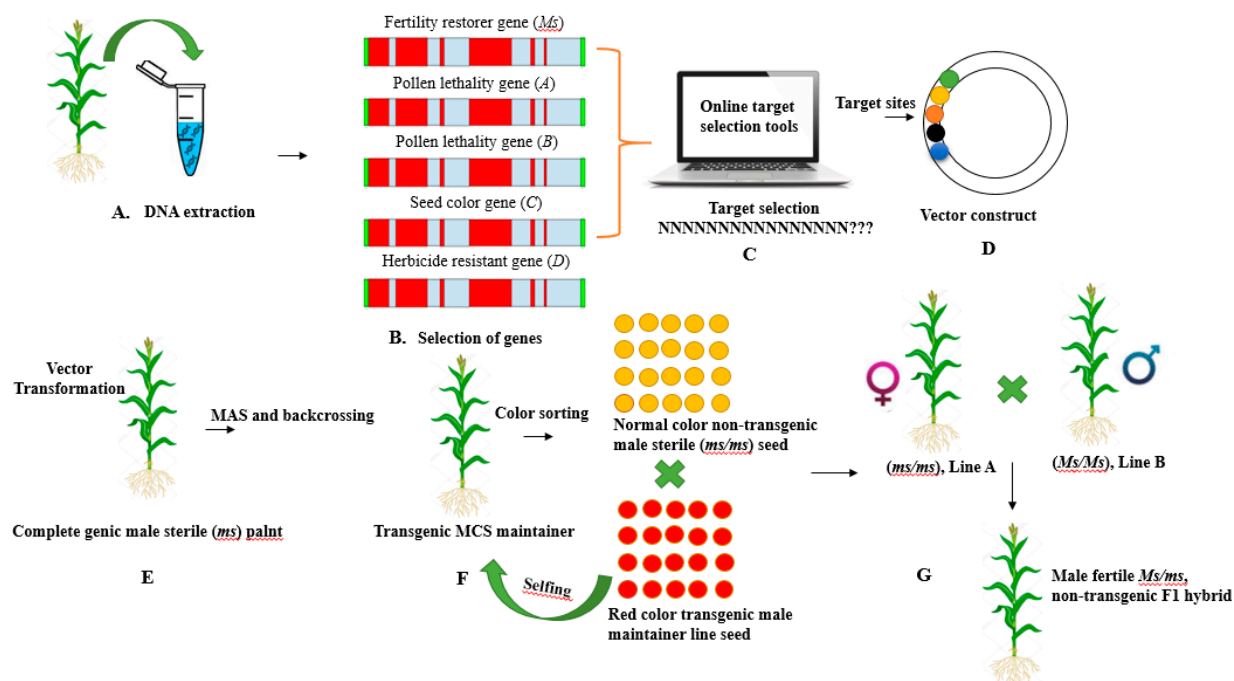 Fertility restorer gene (Ms)
Pollen lethality gene (A)
Pollen lethality gene (B)
Seed color gene (C)
Herbicide resistant gene (D)
A. DNA extraction
B. Selection of genes
Online target
selection tools
Target selection
NNNNNNNNNNNNNNNN???
C
Target sites
Vector construct
D
Vector
Transformation
MAS and backcrossing
Complete genic male sterile (ms) palnt
E
Color sorting
Transgenic MCS maintainer
F
Selfing
Normal color non-transgenic
male sterile (ms/ms) seed
Red color transgenic male
maintainer line seed
(ms/ms), Line A
(Ms/Ms), Line B
G
Male fertile Ms/ms,
non-transgenic F1 hybrid